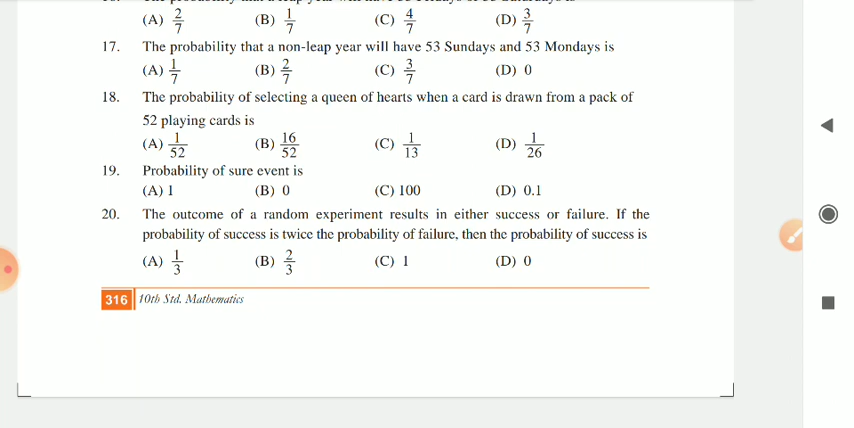 (A) 2/7 (B) 1/7 (C) 4/7 (D) 3/7
17. The probability that a non-leap year will have 53 Sundays and 53 Mondays is
(A) 1/7 (B) 2/7 (C) 3/7 (D) 0
18. The probability of selecting a queen of hearts when a card is drawn from a pack of
52 playing cards is
(A) 1/52 (B) 16/52 (C) 1/13 (D) 1/26
19. Probability of sure event is
(A) 1 (B) 0 (C) 100 (D) 0.1
20. The outcome of a random experiment results in either success or failure. If the
probability of success is twice the probability of failure, then the probability of success is
(A) 1/3 (B) 2/3 (C) 1 (D) 0
316 10th Std. Mathematics